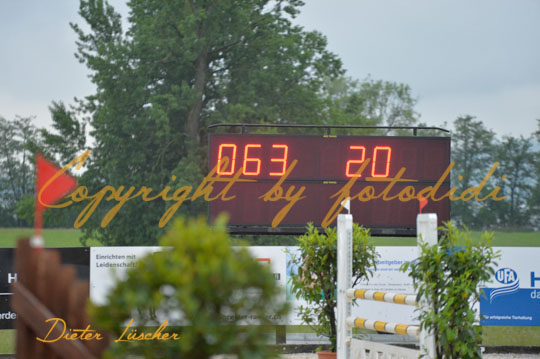 063 20
Copyright by fotodidi
Einrichten mit
Leidenschaft
UFA
für erfolgreiche Tierhaltung
Dieter Lüscher